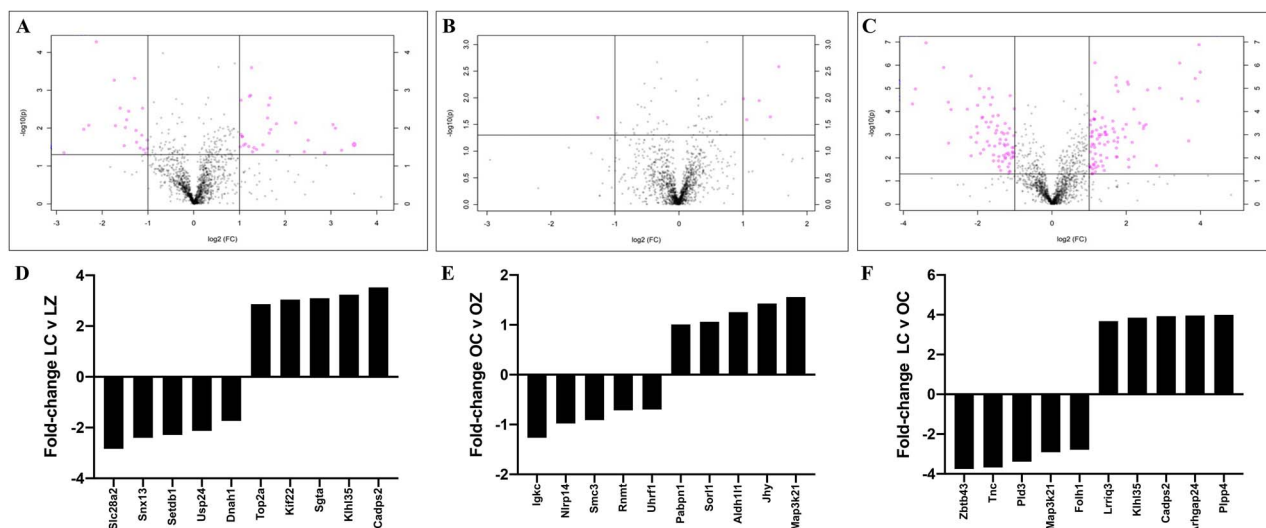 A
B
C
4
3
2
1
0
4
3
2
1
0
-log10(p)
-3
-2
-1
0
1
2
3
4
log2 (FC)
3.0
2.5
2.0
1.5
1.0
0.5
0.0
3.0
2.5
2.0
1.5
1.0
0.5
0.0
-log10(p)
-3
-2
-1
0
1
2
log2 (FC)
7
6
5
4
3
2
1
0
7
6
5
4
3
2
1
0
-log10(p)
-4
-2
0
2
4
log2 (FC)
D
Fold-change LC v LZ
4
2
0
-2
-4
Slc28a2
Snx13
Setdb1
Usp24
Dnah1
Top2a
Kif22
Sgta
Klhl35
Cadps2
E
Fold-change OC v OZ
2
1
0
-1
-2
Igkc
Nlrp14
Smc3
Rnmt
Uhrf1
Pabpn1
Sorl1
Aldh1l1
Jhy
Map3k21
F
Fold-change LC v OC
6
4
2
0
-2
-4
Zbtb43
Tnc
Pld3
Map3k21
Folh1
Lrriq3
Klhl35
Cadps2
Arhgap24
Plpp4